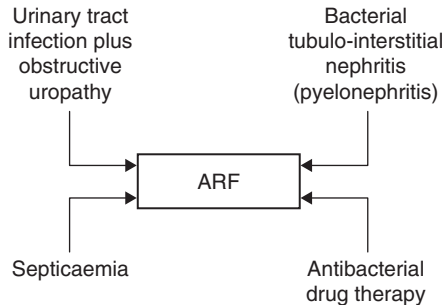 Urinary tract
infection plus
obstructive
uropathy
Bacterial
tubulo-interstitial
nephritis
(pyelonephritis)
ARF
Septicaemia
Antibacterial
drug therapy